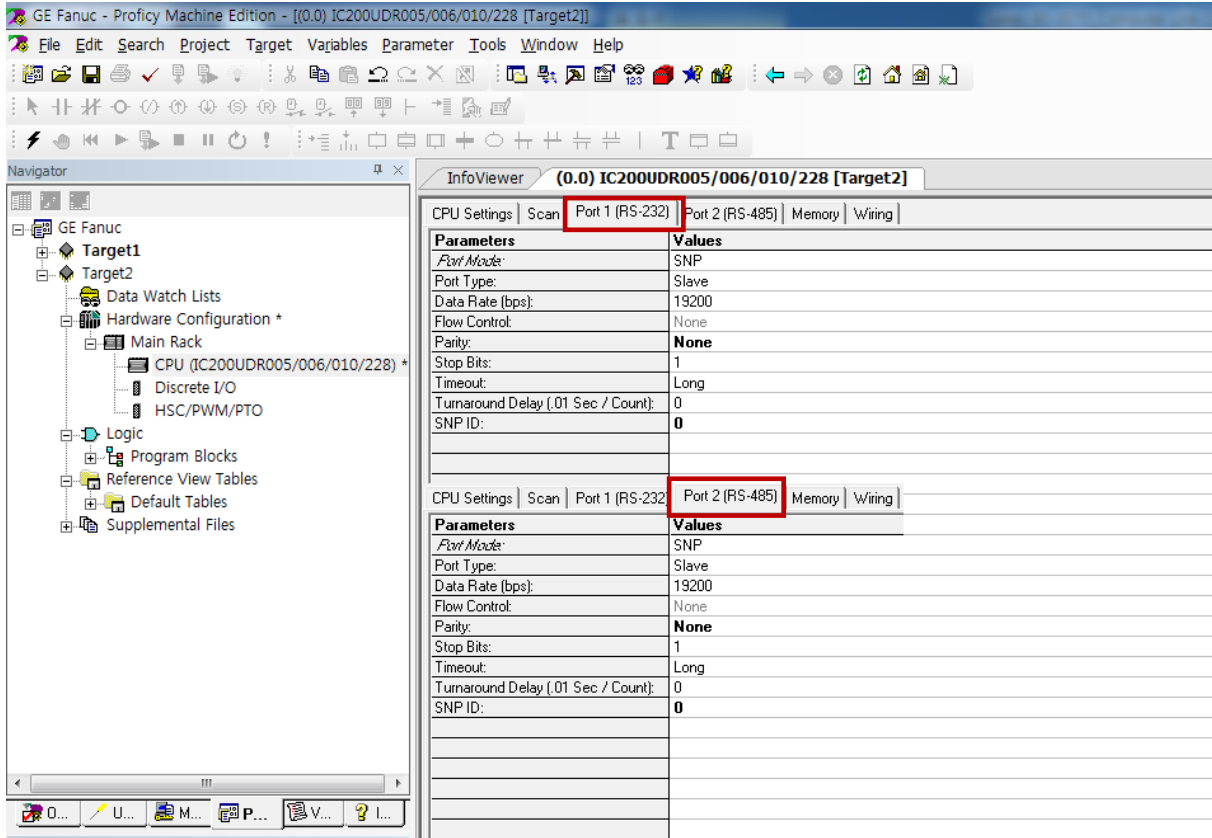 GE Fanuc - Proficy Machine Edition - [(0.0) IC200UDR005/006/010/228 [Target2]]
File Edit Search Project Target Variables Parameter Tools Window Help
123
Navigator
GE Fanuc
Target1
Target2
Data Watch Lists
Hardware Configuration *
Main Rack
CPU (IC200UDR005/006/010/228) *
Discrete I/O
HSC/PWM/PTO
Logic
Program Blocks
Reference View Tables
Default Tables
Supplemental Files
O... U... M... P... V... I...
InfoViewer (0.0) IC200UDR005/006/010/228 [Target2]
CPU Settings Scan Port 1 (RS-232) Port 2 (RS-485) Memory Wiring
Parameters Values
Port Mode: SNP
Port Type: Slave
Data Rate (bps): 19200
Flow Control: None
Parity: None
Stop Bits: 1
Timeout: Long
Turnaround Delay (.01 Sec / Count): 0
SNP ID: 0
CPU Settings Scan Port 1 (RS-232) Port 2 (RS-485) Memory Wiring
Parameters Values
Port Mode: SNP
Port Type: Slave
Data Rate (bps): 19200
Flow Control: None
Parity: None
Stop Bits: 1
Timeout: Long
Turnaround Delay (.01 Sec / Count): 0
SNP ID: 0